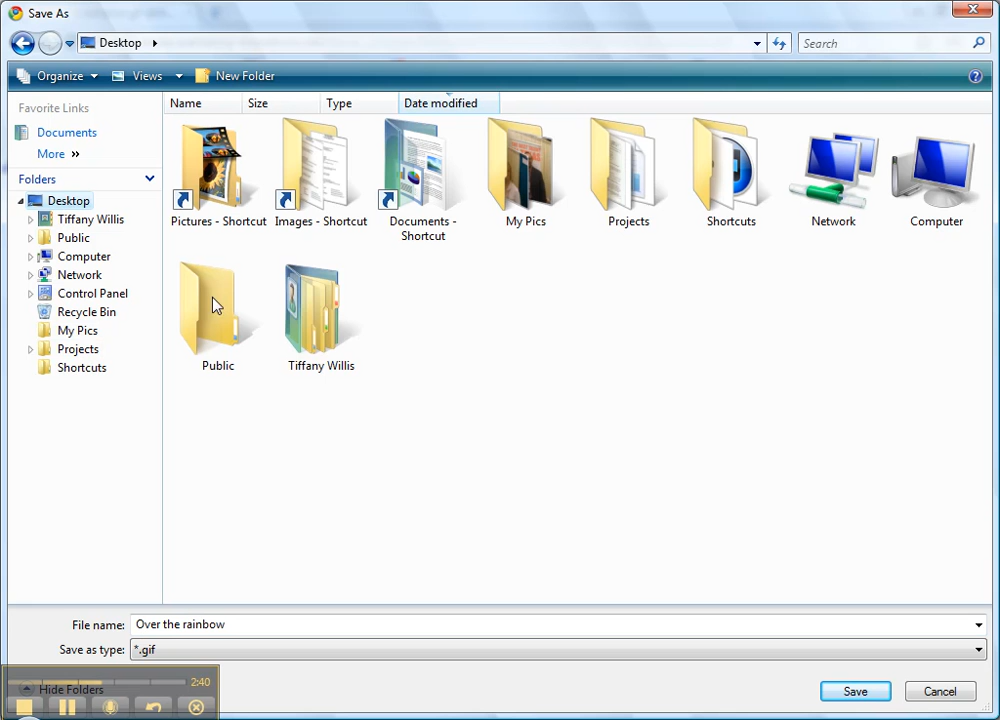 Save As
Desktop
Search
Organize Views New Folder
Favorite Links
Documents
More »
Folders
Desktop
Tiffany Willis
Public
Computer
Network
Control Panel
Recycle Bin
My Pics
Projects
Shortcuts
Name Size Type Date modified
Pictures - Shortcut
Images - Shortcut
Documents -
Shortcut
My Pics
Projects
Shortcuts
Network
Computer
Public
Tiffany Willis
File name: Over the rainbow
Save as type: *.gif
2:40
Hide Folders
Save
Cancel